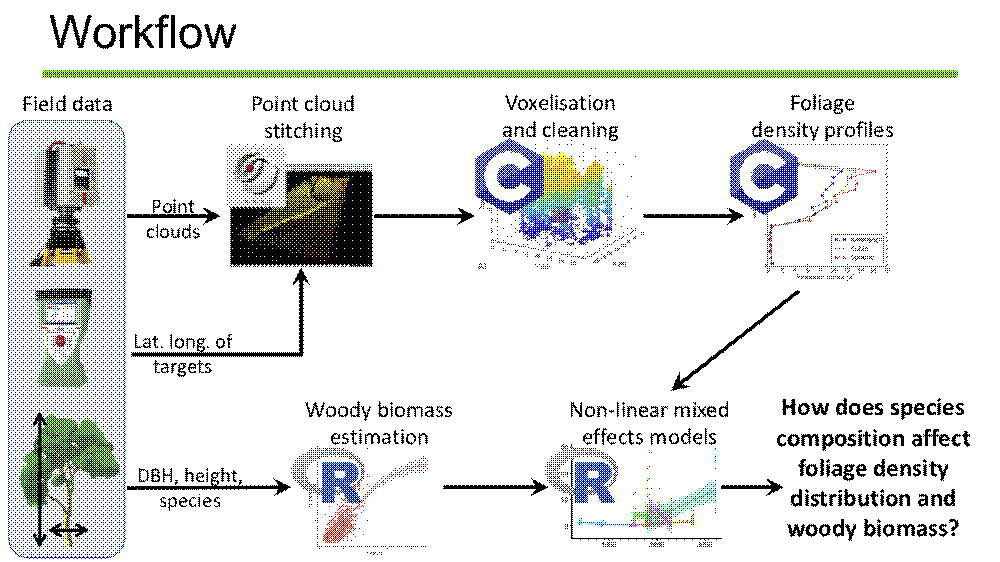 Workflow
Field data
Point cloud
stitching
Voxelisation
and cleaning
Foliage
density profiles
C
C
Point
clouds
Lat. long. of
targets
Woody biomass
estimation
Non-linear mixed
effects models
How does species
composition affect
foliage density
distribution and
woody biomass?
DBH, height,
species
R
R